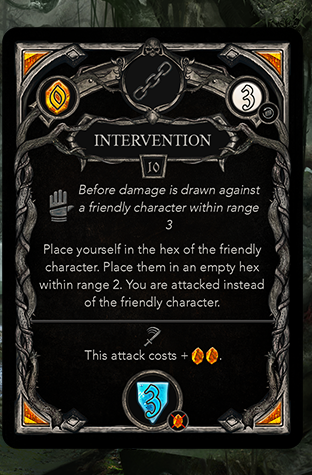 0
3
INTERVENTION
10
Before damage is drawn against
a friendly character within range
3
Place yourself in the hex of the friendly
character. Place them in an empty hex
within range 2. You are attacked instead
of the friendly character.
This attack costs + .
3